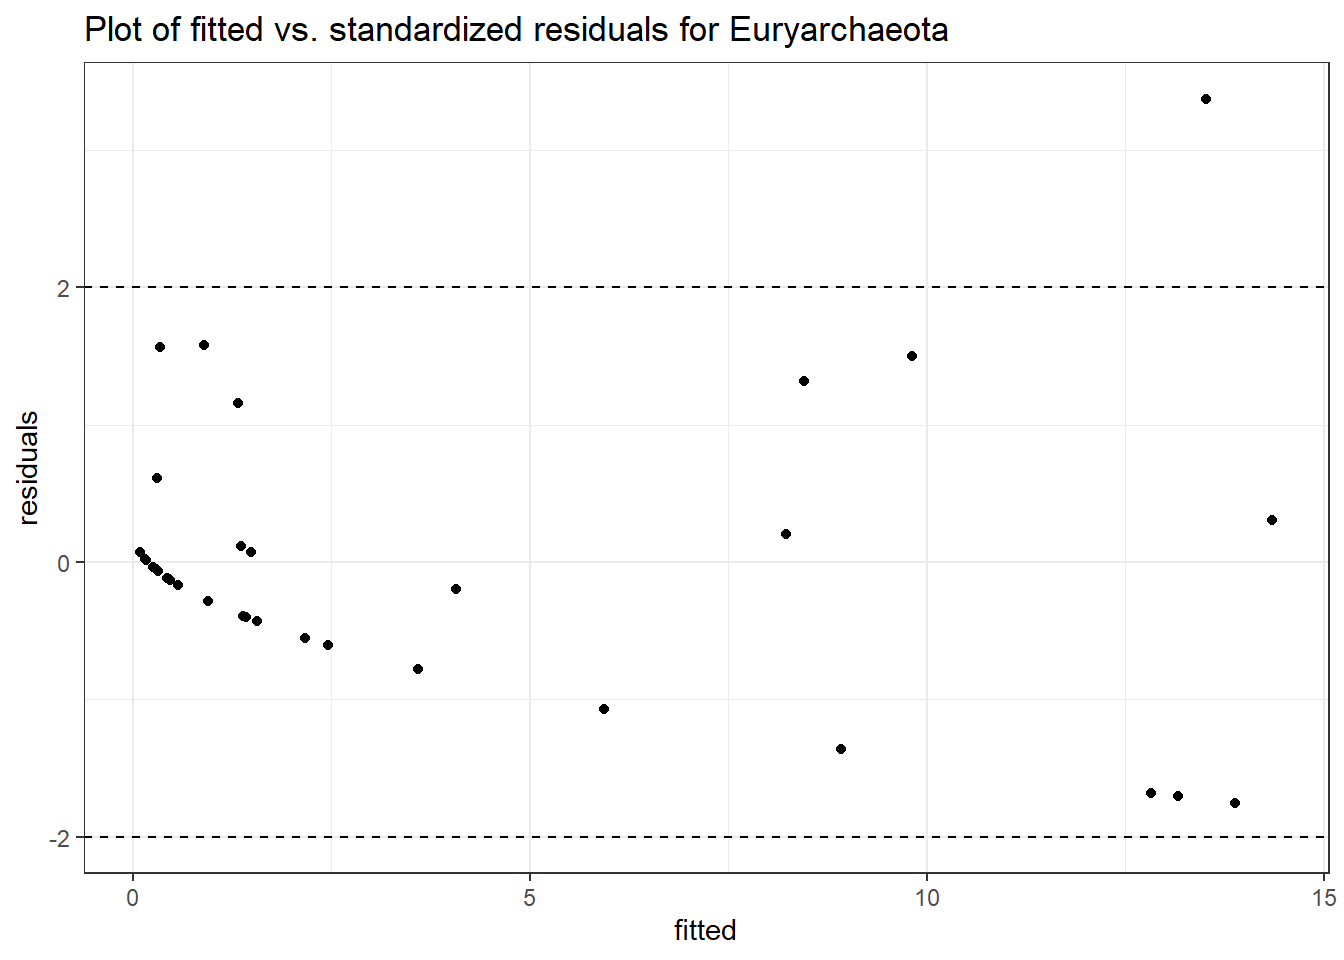 Plot of fitted vs. standardized residuals for Euryarchaeota
residuals
2
0
-2
0
5
10
15
fitted